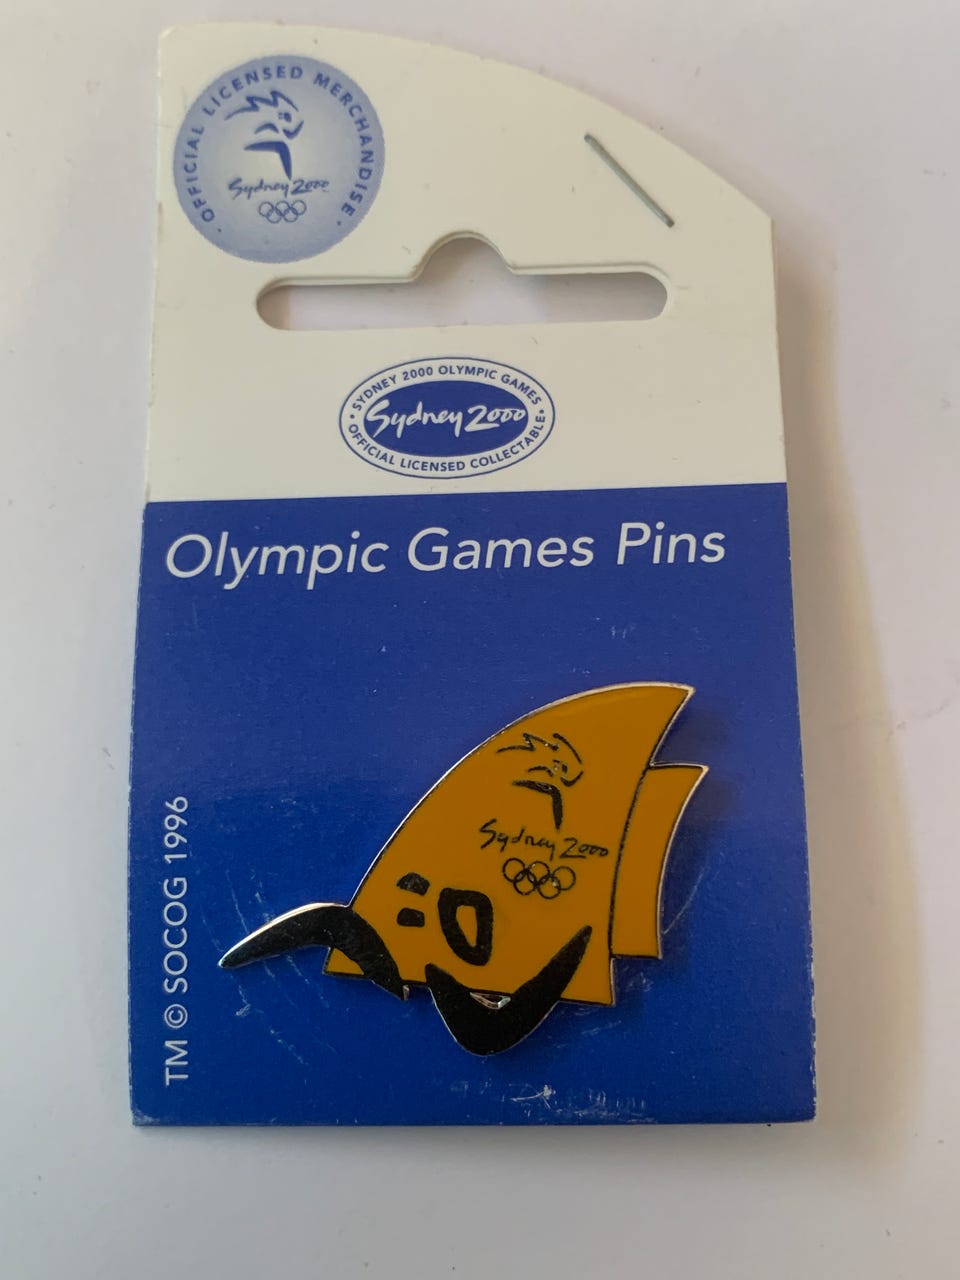 · OFFICIAL LICENSED MERCHANDISE ·
Sydney 2000
· SYDNEY 2000 OLYMPIC GAMES ·
Sydney 2000
OFFICIAL LICENSED COLLECTABLE
Olympic Games Pins
Sydney 2000
TM © SOCOG 1996